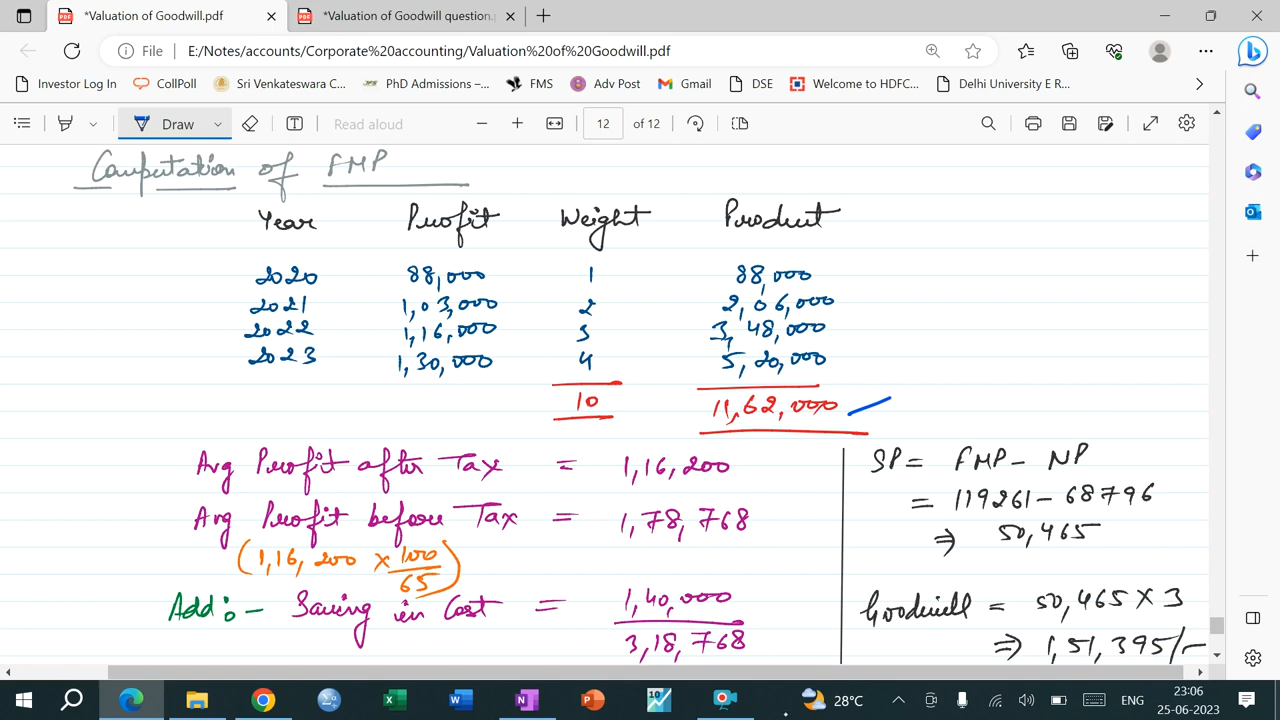 *Valuation of Goodwill.pdf
*Valuation of Goodwill question.
File E:/Notes/accounts/Corporate%20accounting/Valuation%20of%20Goodwill.pdf
Investor Log In CollPoll Sri Venkateswara C... PhD Admissions –... FMS Adv Post Gmail DSE Welcome to HDFC... Delhi University E R...
Draw Read aloud 12 of 12
Computation of FMP
Year Profit Weight Product
2020 88,000 1 88,000
2021 1,03,000 2 2,06,000
2022 1,16,000 3 3,48,000
2023 1,30,000 4 5,20,000
10 11,62,000
Avg Profit after Tax = 1,16,200
Avg Profit before Tax = 1,78,768
(1,16,200 × 100/65)
Add:- Saving in Cost = 1,40,000
3,18,768
SP = FMP - NP
= 119261 - 68796
⇒ 50,465
Goodwill = 50,465 × 3
⇒ 1,51,395/-
10
28°C
ENG
23:06
25-06-2023